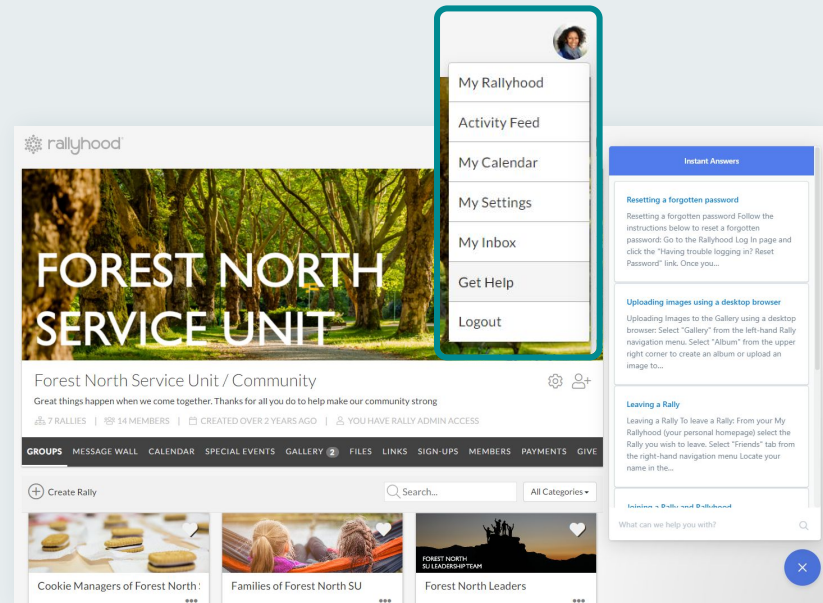 My Rallyhood
Activity Feed
My Calendar
My Settings
My Inbox
Get Help
Logout
rallyhood
FOREST NORTH
SERVICE UNIT
Forest North Service Unit / Community
Great things happen when we come together. Thanks for all you do to help make our community strong
7 RALLIES | 14 MEMBERS | CREATED OVER 2 YEARS AGO | YOU HAVE RALLY ADMIN ACCESS
GROUPS MESSAGE WALL CALENDAR SPECIAL EVENTS GALLERY 2 FILES LINKS SIGN-UPS MEMBERS PAYMENTS GIVE
Create Rally
Search...
All Categories
FOREST NORTH
SU LEADERSHIP TEAM
Cookie Managers of Forest North
Families of Forest North SU
Forest North Leaders
Instant Answers
Resetting a forgotten password
Resetting a forgotten password Follow the
instructions below to reset a forgotten
password: Go to the Rallyhood Log In page and
click the "Having trouble logging in? Reset
Password" link. Once you...
Uploading images using a desktop browser
Uploading Images to the Gallery using a desktop
browser: Select "Gallery" from the left-hand Rally
navigation menu. Select "Album" from the upper
right corner to create an album or upload an
image to...
Leaving a Rally
Leaving a Rally To leave a Rally: From your My
Rallyhood (your personal homepage) select the
Rally you wish to leave. Select "Friends" tab from
the right-hand navigation menu Locate your
name in the...
Joining a Rally and Rallyhood
What can we help you with?